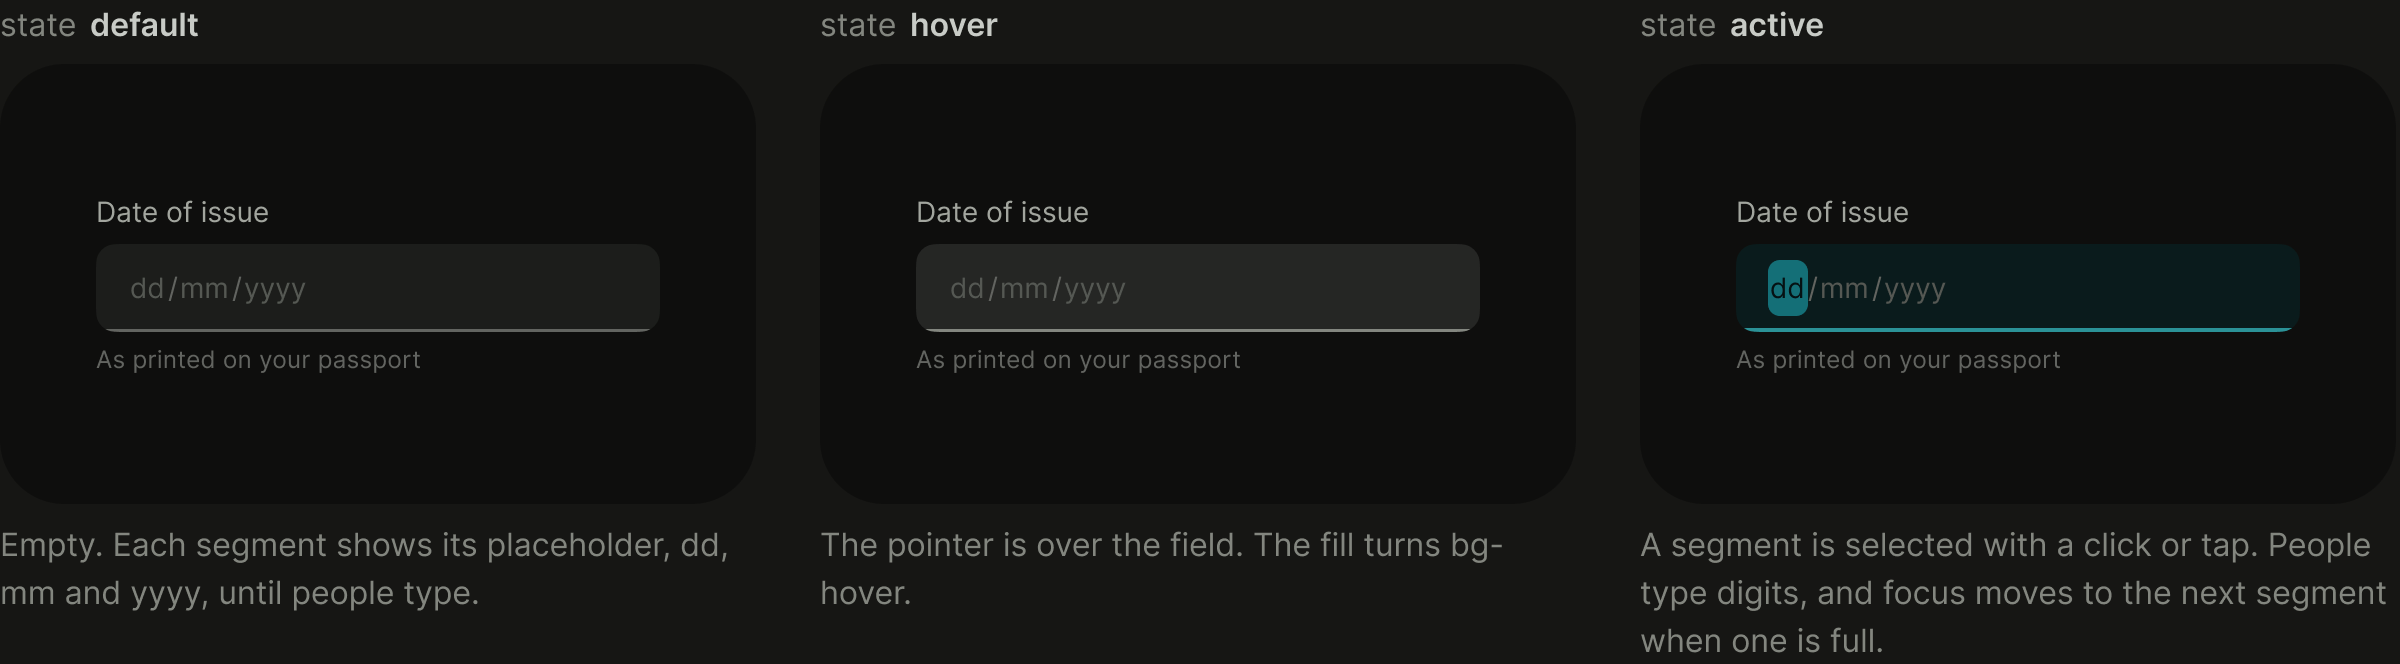 state default
Date of issue
dd/mm/yyyy
As printed on your passport
Empty. Each segment shows its placeholder, dd,
mm and yyyy, until people type.
state hover
Date of issue
dd/mm/yyyy
As printed on your passport
The pointer is over the field. The fill turns bg-
hover.
state active
Date of issue
dd/mm/yyyy
As printed on your passport
A segment is selected with a click or tap. People
type digits, and focus moves to the next segment
when one is full.